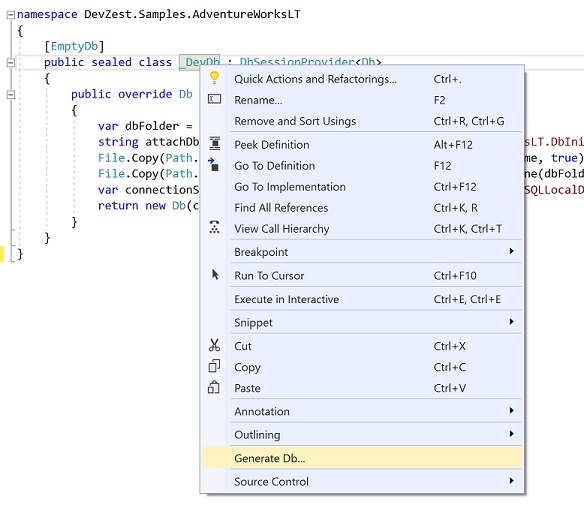 namespace DevZest.Samples.AdventureWorksLT
{
[EmptyDb]
public sealed class _DevDb : DbSessionProvider<Db>
{
public override Db
{
var dbFolder =
string attachDb sLT.DbIni
File.Copy(Path. me, true)
File.Copy(Path. ne(dbFold
var connectionS SQLLocalD
return new Db(c
}
}
}
Quick Actions and Refactorings... Ctrl+.
Rename... F2
Remove and Sort Usings Ctrl+R, Ctrl+G
Peek Definition Alt+F12
Go To Definition F12
Go To Implementation Ctrl+F12
Find All References Ctrl+K, R
View Call Hierarchy Ctrl+K, Ctrl+T
Breakpoint
Run To Cursor Ctrl+F10
Execute in Interactive Ctrl+E, Ctrl+E
Snippet
Cut Ctrl+X
Copy Ctrl+C
Paste Ctrl+V
Annotation
Outlining
Generate Db...
Source Control